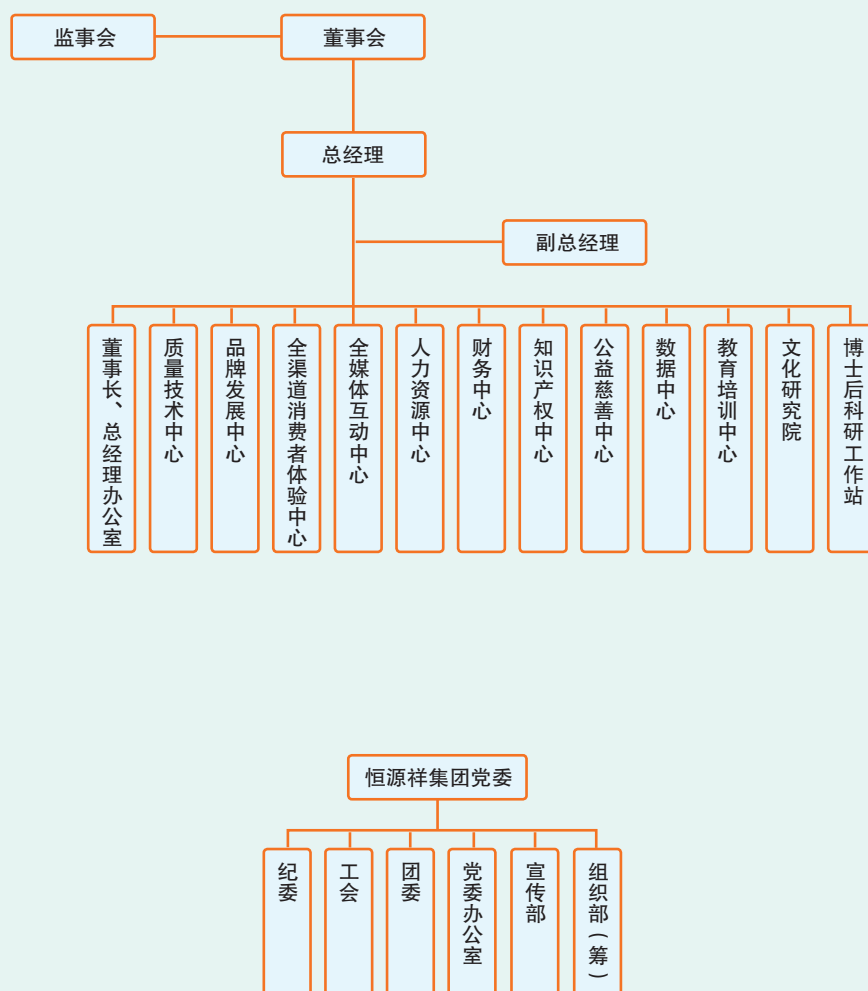 监事会
董事会
总经理
副总经理
董事长、总经理办公室
质量技术中心
品牌发展中心
全渠道消费者体验中心
全媒体互动中心
人力资源中心
财务中心
知识产权中心
公益慈善中心
数据中心
教育培训中心
文化研究院
博士后科研工作站
恒源祥集团党委
纪委
工会
团委
党委办公室
宣传部
组织部(筹)